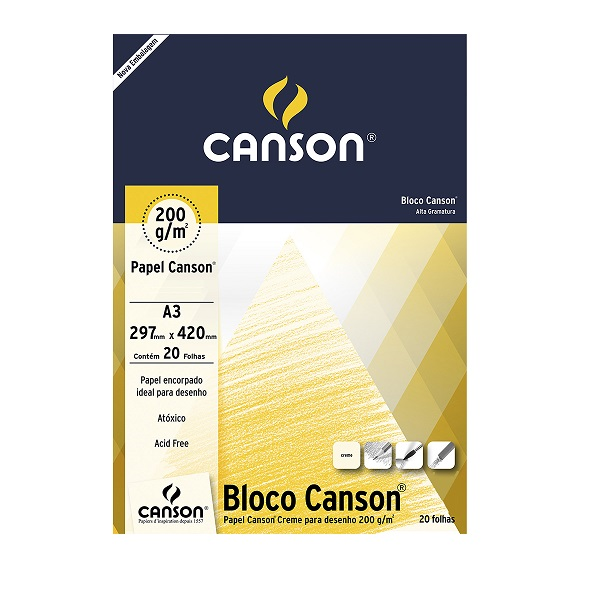 Nova Embalagem
CANSON®
Bloco Canson®
Alta Gramatura
200
g/m²
Papel Canson®
A3
297mm x 420mm
Contém 20 Folhas
Papel encorpado
ideal para desenho
Atóxico
Acid Free
creme
CANSON®
Papiers d'inspiration depuis 1557
Bloco Canson®
Papel Canson® Creme para desenho 200 g/m²
20 folhas